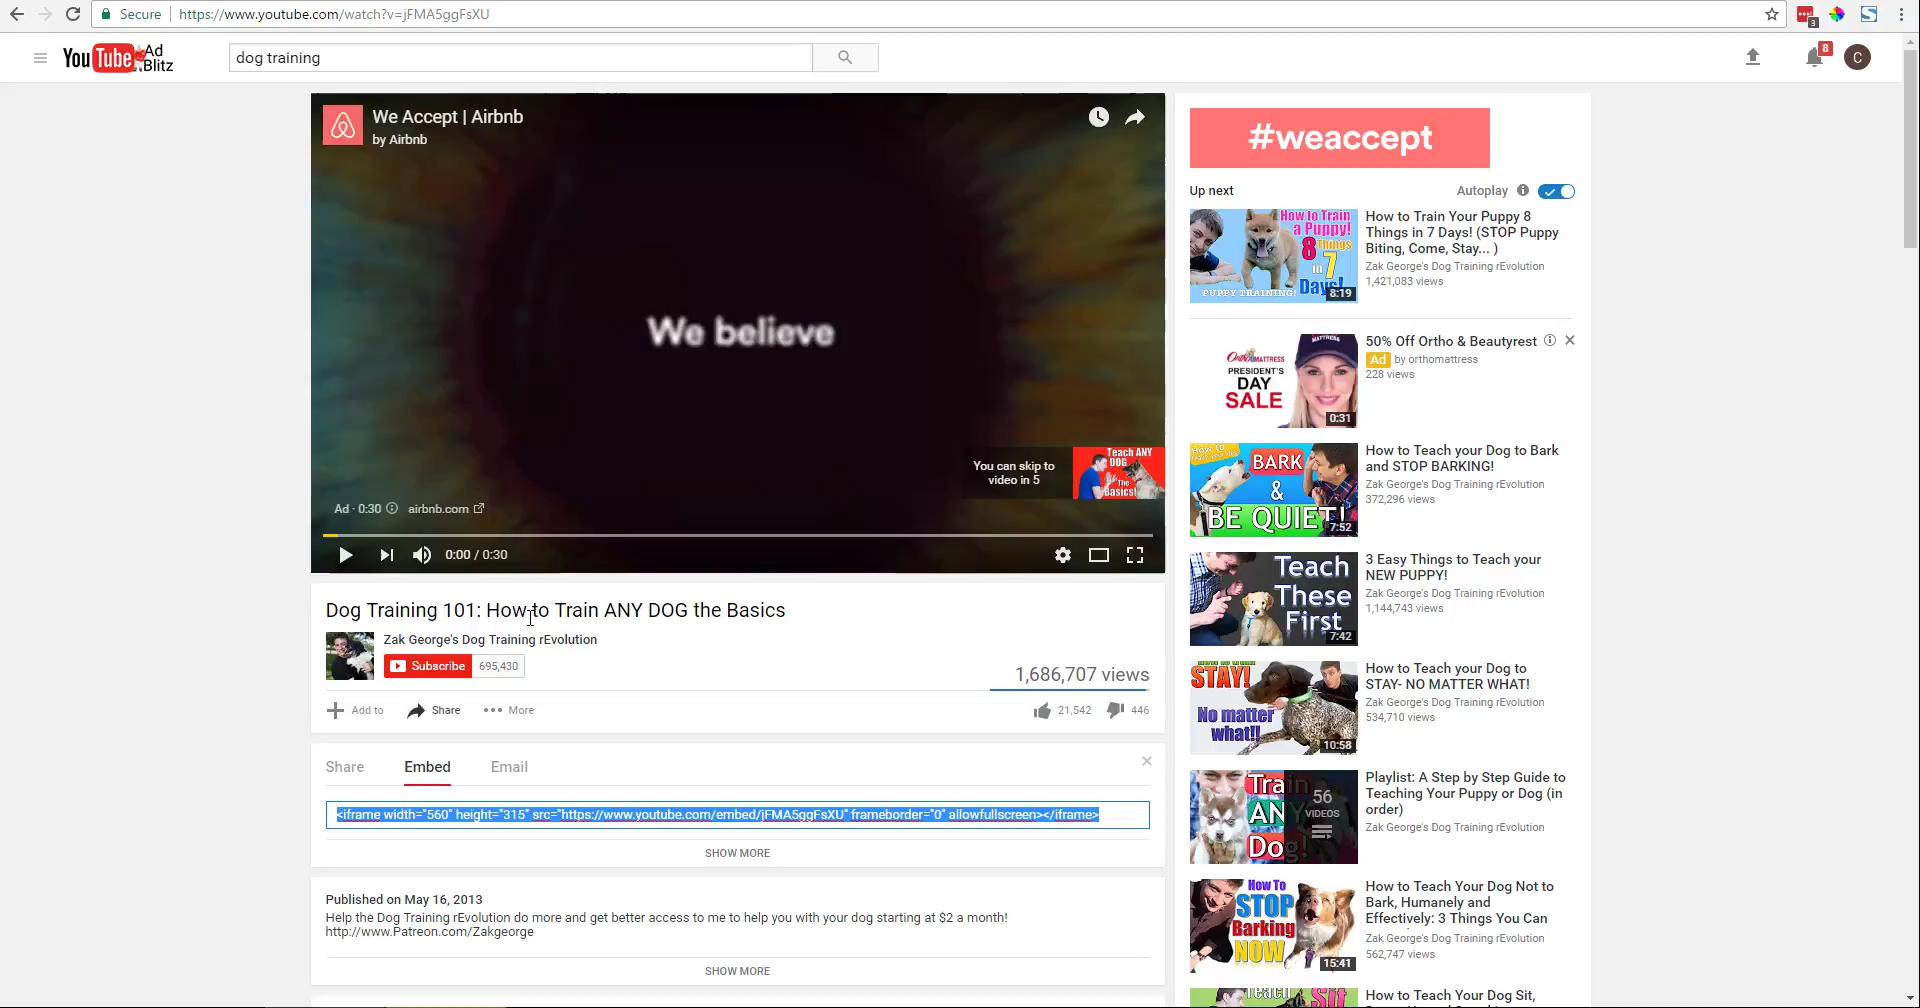 Secure | https://www.youtube.com/watch?v=jFMA5ggFsXU
3
YouTube Ad
Blitz
dog training
8
C
We Accept | Airbnb
by Airbnb
We believe
You can skip to
video in 5
Teach ANY
DOG
The
Basics!
Ad · 0:30 airbnb.com
0:00 / 0:30
Dog Training 101: How to Train ANY DOG the Basics
Zak George's Dog Training rEvolution
Subscribe 695,430
1,686,707 views
Add to Share More
21,542 446
Share Embed Email
<iframe width="560" height="315" src="https://www.youtube.com/embed/jFMA5ggFsXU" frameborder="0" allowfullscreen></iframe>
SHOW MORE
Published on May 16, 2013
Help the Dog Training rEvolution do more and get better access to me to help you with your dog starting at $2 a month!
http://www.Patreon.com/Zakgeorge
SHOW MORE
#weaccept
Up next
Autoplay
How to Train
a Puppy!
8
Things
in 7
Days!
PUPPY TRAINING!
8:19
How to Train Your Puppy 8
Things in 7 Days! (STOP Puppy
Biting, Come, Stay... )
Zak George's Dog Training rEvolution
1,421,083 views
MATTRESS
Ortho MATTRESS
PRESIDENT'S
DAY
SALE
0:31
50% Off Ortho & Beautyrest
Ad by orthomattress
228 views
How to
BARK
&
BE QUIET!
7:52
How to Teach your Dog to Bark
and STOP BARKING!
Zak George's Dog Training rEvolution
372,296 views
Teach
These
First
7:42
3 Easy Things to Teach your
NEW PUPPY!
Zak George's Dog Training rEvolution
1,144,743 views
STAY!
No matter
what!!
10:58
How to Teach your Dog to
STAY- NO MATTER WHAT!
Zak George's Dog Training rEvolution
534,710 views
Train
ANY
Dog!
56
VIDEOS
Playlist: A Step by Step Guide to
Teaching Your Puppy or Dog (in
order)
Zak George's Dog Training rEvolution
How To
STOP
Barking
NOW
15:41
How to Teach Your Dog Not to
Bark, Humanely and
Effectively: 3 Things You Can
Zak George's Dog Training rEvolution
562,747 views
Teach
Sit
How to Teach Your Dog Sit,